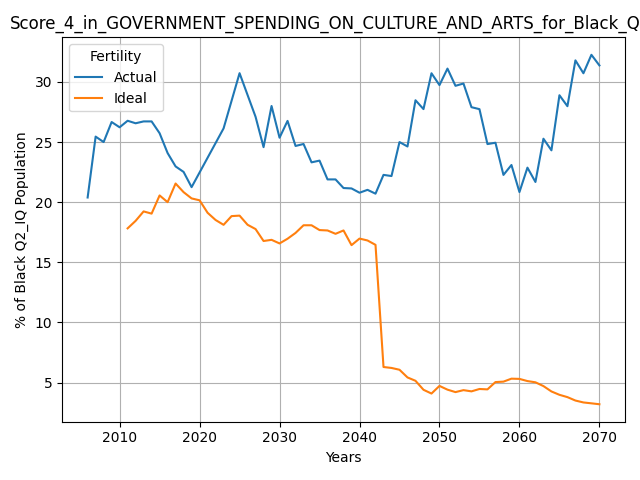 Score_4_in_GOVERNMENT_SPENDING_ON_CULTURE_AND_ARTS_for_Black_Q
Fertility
Actual
Ideal
30
25
20
15
10
5
% of Black Q2_IQ Population
2010 2020 2030 2040 2050 2060 2070
Years